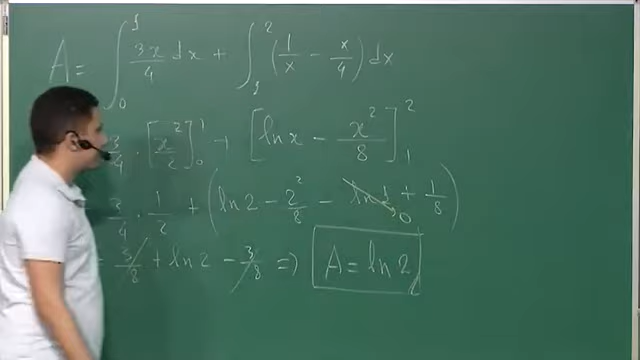 A = ∫₀¹ 3x/4 dx + ∫₁² (1/x − x/4) dx
3/4 · [x²/2]₀¹ + [ln x − x²/8]₁²
3/4 · 1/2 + (ln 2 − 2²/8 − ln 1 0 + 1/8)
= 3/8 + ln 2 − 3/8 ⇒ A = ln 2